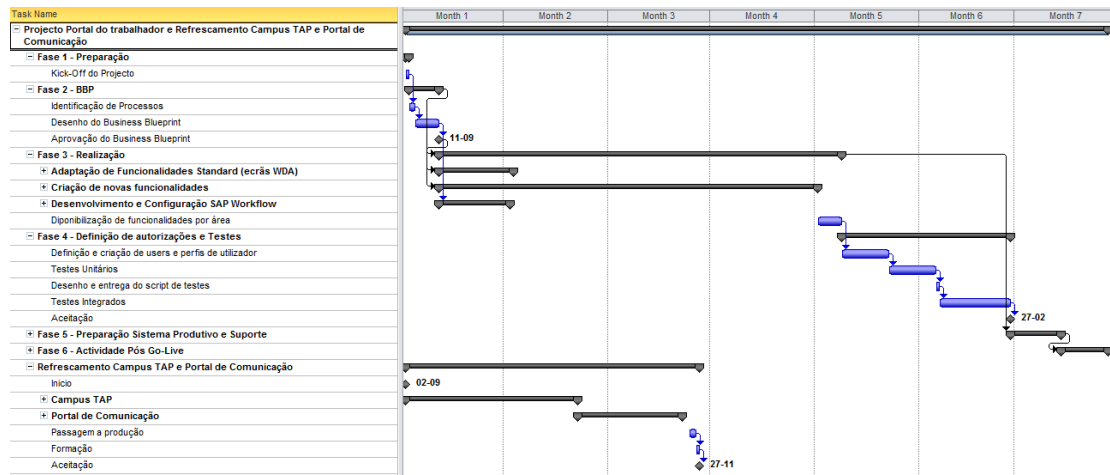 Task Name
Month 1 Month 2 Month 3 Month 4 Month 5 Month 6 Month 7
Projecto Portal do trabalhador e Refrescamento Campus TAP e Portal de
Comunicação
Fase 1 - Preparação
Kick-Off do Projecto
Fase 2 - BBP
Identificação de Processos
Desenho do Business Blueprint
Aprovação do Business Blueprint
11-09
Fase 3 - Realização
Adaptação de Funcionalidades Standard (ecrãs WDA)
Criação de novas funcionalidades
Desenvolvimento e Configuração SAP Workflow
Diponibilização de funcionalidades por área
Fase 4 - Definição de autorizações e Testes
Definição e criação de users e perfis de utilizador
Testes Unitários
Desenho e entrega do script de testes
Testes Integrados
Aceitação
27-02
Fase 5 - Preparação Sistema Produtivo e Suporte
Fase 6 - Actividade Pós Go-Live
Refrescamento Campus TAP e Portal de Comunicação
Inicio
02-09
Campus TAP
Portal de Comunicação
Passagem a produção
Formação
Aceitação
27-11